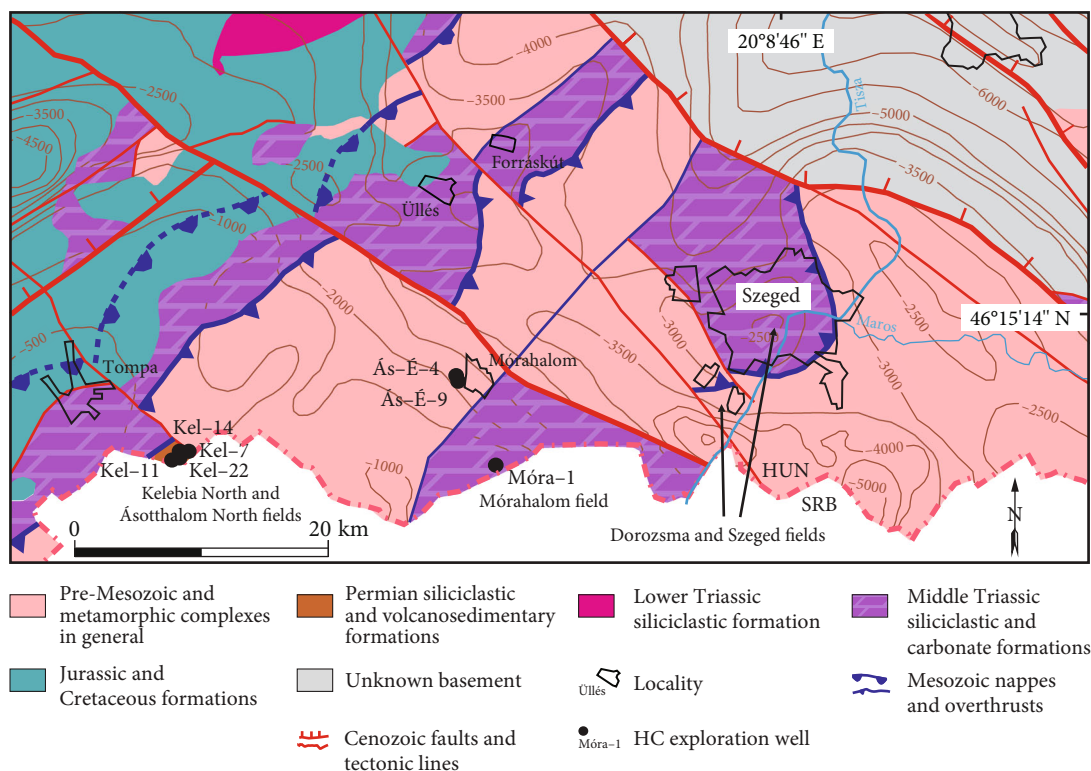 20°8'46" E
46°15'14" N
–4000
–3500
–2500
–3500
–4500
–2500
–1000
–500
–2000
–3500
–3000
–1000
–6000
–5000
–3500
–2500
–2500
–3000
–2500
–4000
–5000
Tisza
Maros
Forráskút
Üllés
Szeged
Tompa
Mórahalom
Ás–É–4
Ás–É–9
Kel–14
Kel–7
Kel–11
Kel–22
Kelebia North and
Ásotthalom North fields
Móra–1
Mórahalom field
HUN
SRB
Dorozsma and Szeged fields
N
0
20 km
Pre-Mesozoic and
metamorphic complexes
in general
Permian siliciclastic
and volcanosedimentary
formations
Lower Triassic
siliciclastic formation
Middle Triassic
siliciclastic and
carbonate formations
Jurassic and
Cretaceous formations
Unknown basement
Üllés
Locality
Mesozoic nappes
and overthrusts
Cenozoic faults and
tectonic lines
Móra–1
HC exploration well